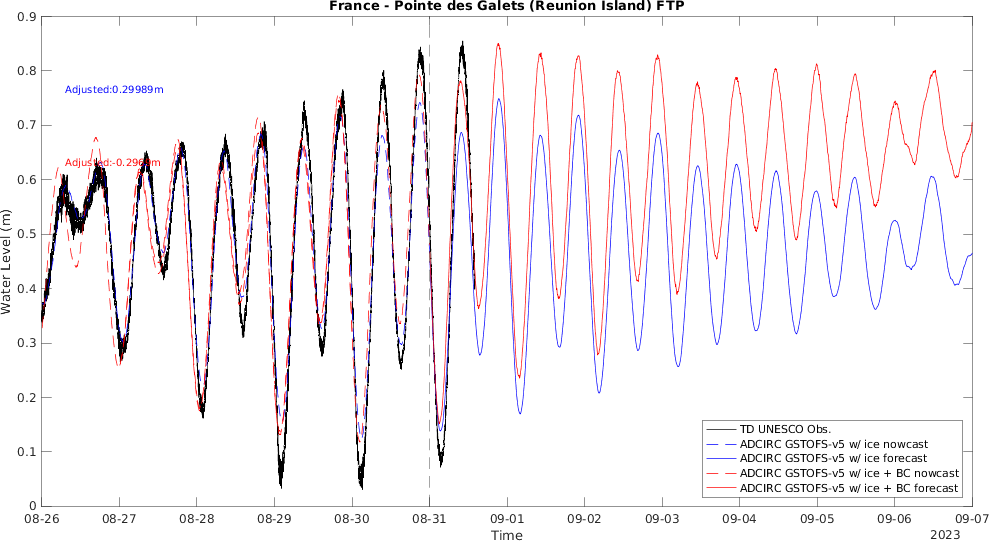 France - Pointe des Galets (Reunion Island) FTP
0.9
0.8
0.7
0.6
0.5
0.4
0.3
0.2
0.1
0
Water Level (m)
Adjusted:0.29989m
TD UNESCO Obs.
ADCIRC GSTOFS-v5 w/ ice nowcast
ADCIRC GSTOFS-v5 w/ ice forecast
ADCIRC GSTOFS-v5 w/ ice + BC nowcast
ADCIRC GSTOFS-v5 w/ ice + BC forecast
08-26 08-27 08-28 08-29 08-30 08-31 09-01 09-02 09-03 09-04 09-05 09-06 09-07
Time
2023